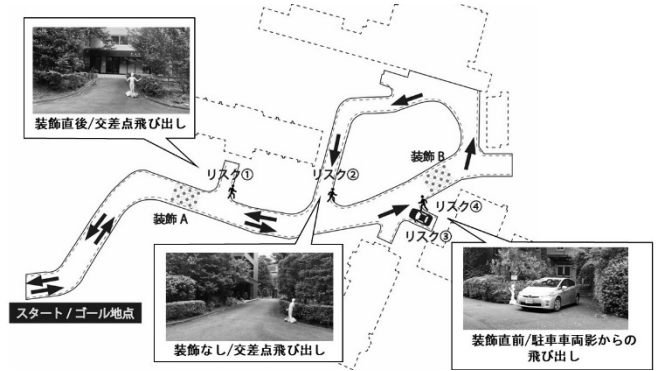 装飾直後/交差点飛び出し
リスク①
リスク②
装飾 B
装飾 A
リスク④
リスク③
スタート / ゴール地点
装飾なし/交差点飛び出し
装飾直前/駐車車両影からの
飛び出し